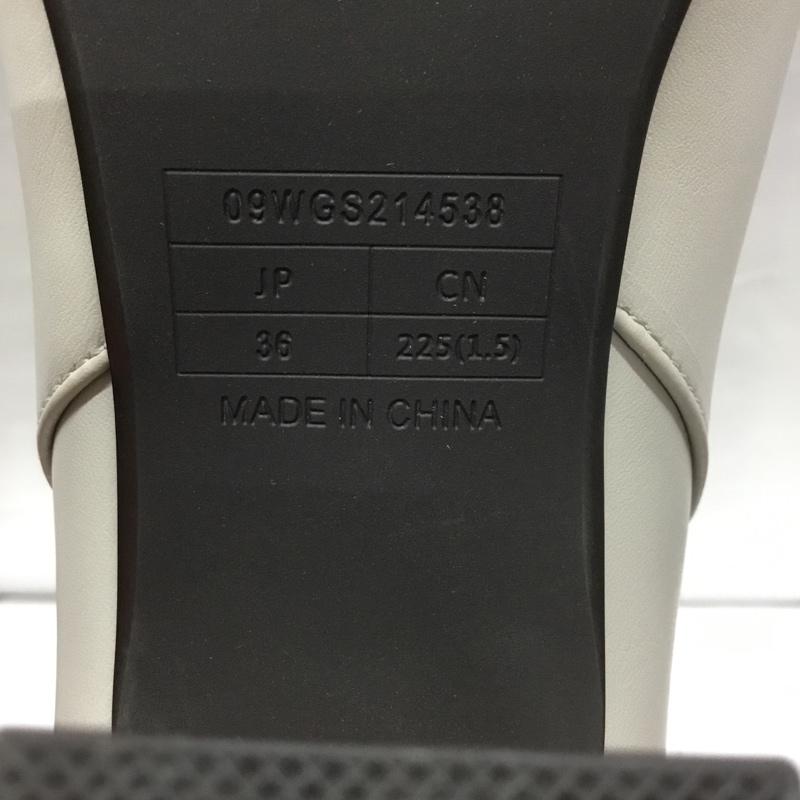 09WGS214538
JP CN
36 225(1.5)
MADE IN CHINA